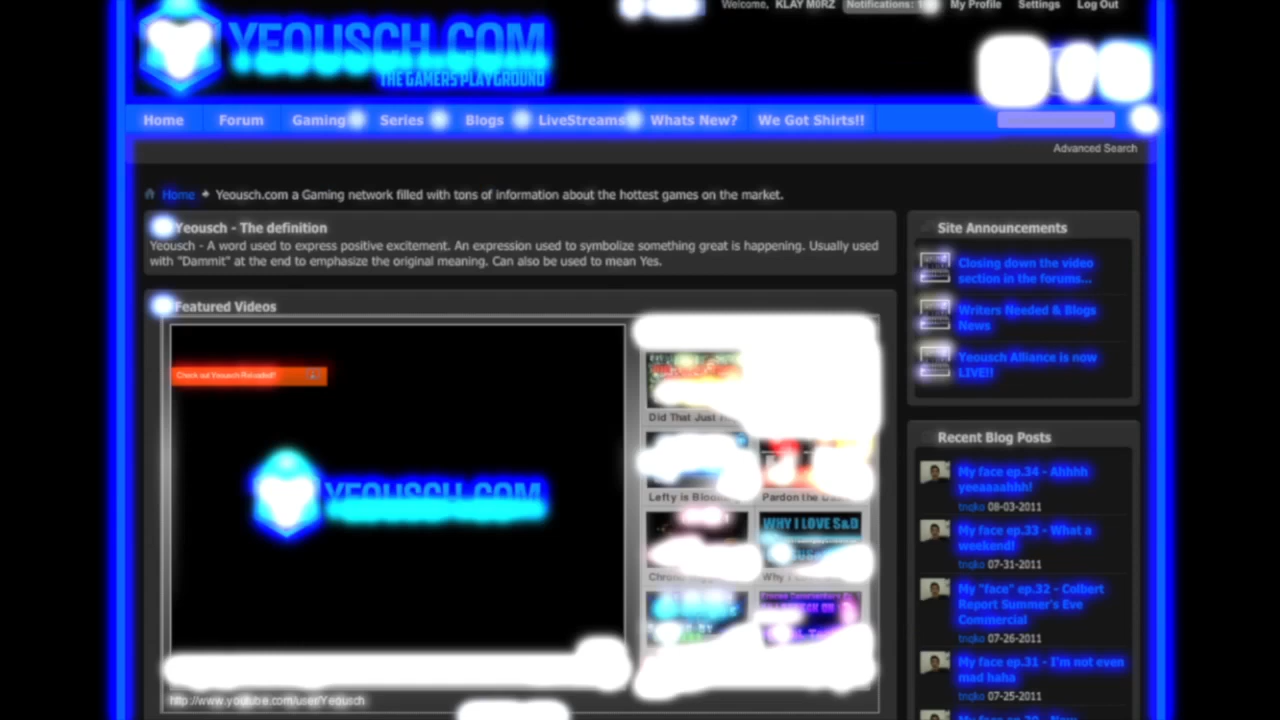 Welcome, KLAY M0RZ Notifications: My Profile Settings Log Out
YEOUSCH.COM
THE GAMERS PLAYGROUND
Home Forum Gaming Series Blogs LiveStreams Whats New? We Got Shirts!!
Advanced Search
Home Yeousch.com a Gaming network filled with tons of information about the hottest games on the market.
Yeousch - The definition
Yeousch - A word used to express positive excitement. An expression used to symbolize something great is happening. Usually used
with "Dammit" at the end to emphasize the original meaning. Can also be used to mean Yes.
Featured Videos
Check out Yeousch Reloaded!
YEOUSCH.COM
Did That Just
Lefty is
Pardon the
WHY I LOVE S&D
Why I
http://www.youtube.com/user/Yeousch
Site Announcements
Closing down the video
section in the forums...
Writers Needed & Blogs
News
Yeousch Alliance is now
LIVE!!
Recent Blog Posts
My face ep.34 - Ahhhh
yeeaaaahhh!
08-03-2011
My face ep.33 - What a
weekend!
07-31-2011
My "face" ep.32 - Colbert
Report Summer's Eve
Commercial
07-26-2011
My face ep.31 - I'm not even
mad haha
07-25-2011